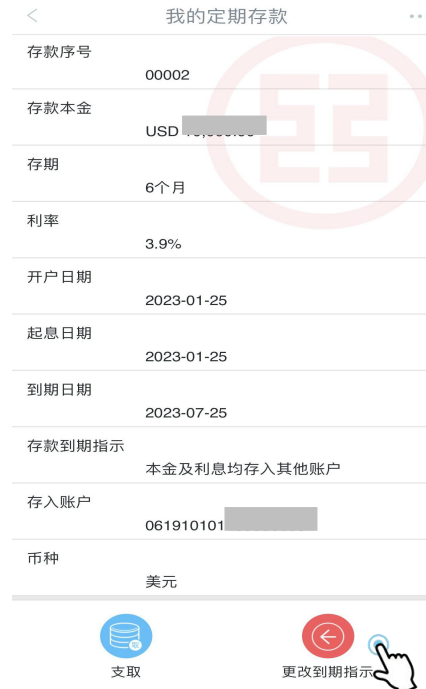 我的定期存款
存款序号
00002
存款本金
USD
存期
6个月
利率
3.9%
开户日期
2023-01-25
起息日期
2023-01-25
到期日期
2023-07-25
存款到期指示
本金及利息均存入其他账户
存入账户
061910101
币种
美元
取
支取
更改到期指示